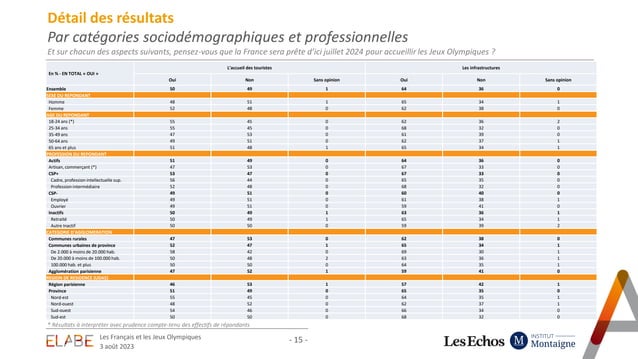 Détail des résultats
Par catégories sociodémographiques et professionnelles
Et sur chacun des aspects suivants, pensez-vous que la France sera prête d'ici juillet 2024 pour accueillir les Jeux Olympiques ?
En % - EN TOTAL « OUI » L'accueil des touristes Les infrastructures
Oui Non Sans opinion Oui Non Sans opinion
Ensemble 50 49 1 64 36 0
SEXE DU REPONDANT
Homme 48 51 1 65 34 1
Femme 52 48 0 62 38 0
AGE DU REPONDANT
18-24 ans (*) 55 45 0 62 36 2
25-34 ans 55 45 0 68 32 0
35-49 ans 47 53 0 61 39 0
50-64 ans 49 51 0 62 37 1
65 ans et plus 51 48 1 65 34 1
PROFESSION DU REPONDANT
Actifs 51 49 0 64 36 0
Artisan, commerçant (*) 47 53 0 67 33 0
CSP+ 53 47 0 67 33 0
Cadre, profession intellectuelle sup. 56 44 0 65 35 0
Profession intermédiaire 52 48 0 68 32 0
CSP- 49 51 0 60 40 0
Employé 49 51 0 61 38 1
Ouvrier 49 51 0 59 41 0
Inactifs 50 49 1 63 36 1
Retraité 50 49 1 65 34 1
Autre inactif 50 50 0 59 39 2
CATEGORIE D'AGGLOMERATION
Communes rurales 47 53 0 62 38 0
Communes urbaines de province 52 47 1 65 34 1
De 2.000 à moins de 20.000 hab. 58 42 0 69 30 1
De 20.000 à moins de 100.000 hab. 50 48 2 63 36 1
100.000 hab. et plus 50 50 0 64 35 1
Agglomération parisienne 47 52 1 59 41 0
REGION DE RESIDENCE (UDA5)
Région parisienne 46 53 1 57 42 1
Province 51 49 0 65 35 0
Nord-est 55 45 0 64 35 1
Nord-ouest 48 52 0 62 37 1
Sud-ouest 54 46 0 66 34 0
Sud-est 50 50 0 68 32 0
* Résultats à interpréter avec prudence compte tenu des effectifs de répondants
ELABE
Les Français et les Jeux Olympiques
3 août 2023
- 15 -
Les Echos
M
INSTITUT
Montaigne